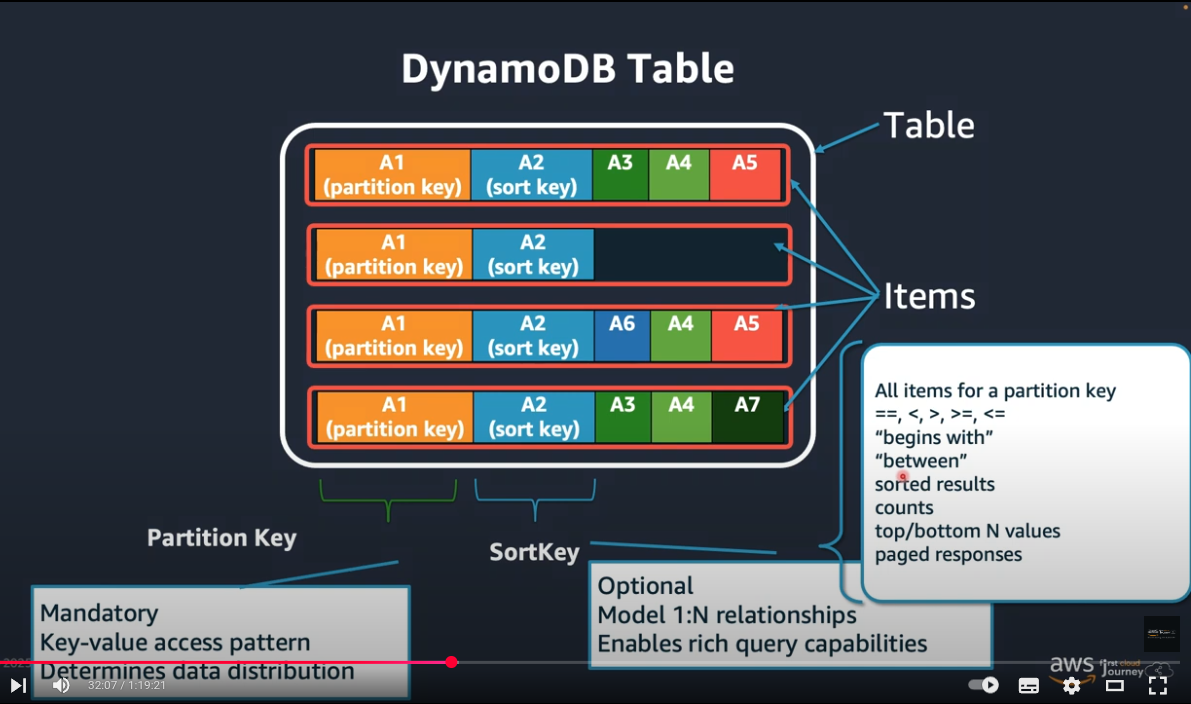 DynamoDB Table
Table
A1 A2 A3 A4 A5
(partition key) (sort key)
A1 A2
(partition key) (sort key)
Items
A1 A2 A6 A4 A5
(partition key) (sort key)
A1 A2 A3 A4 A7
(partition key) (sort key)
All items for a partition key
==, <, >, >=, <=
“begins with”
“between”
sorted results
counts
top/bottom N values
paged responses
Partition Key
SortKey
Mandatory
Key-value access pattern
Determines data distribution
Optional
Model 1:N relationships
Enables rich query capabilities
aws first cloud
Journey
32:07 / 1:19:21